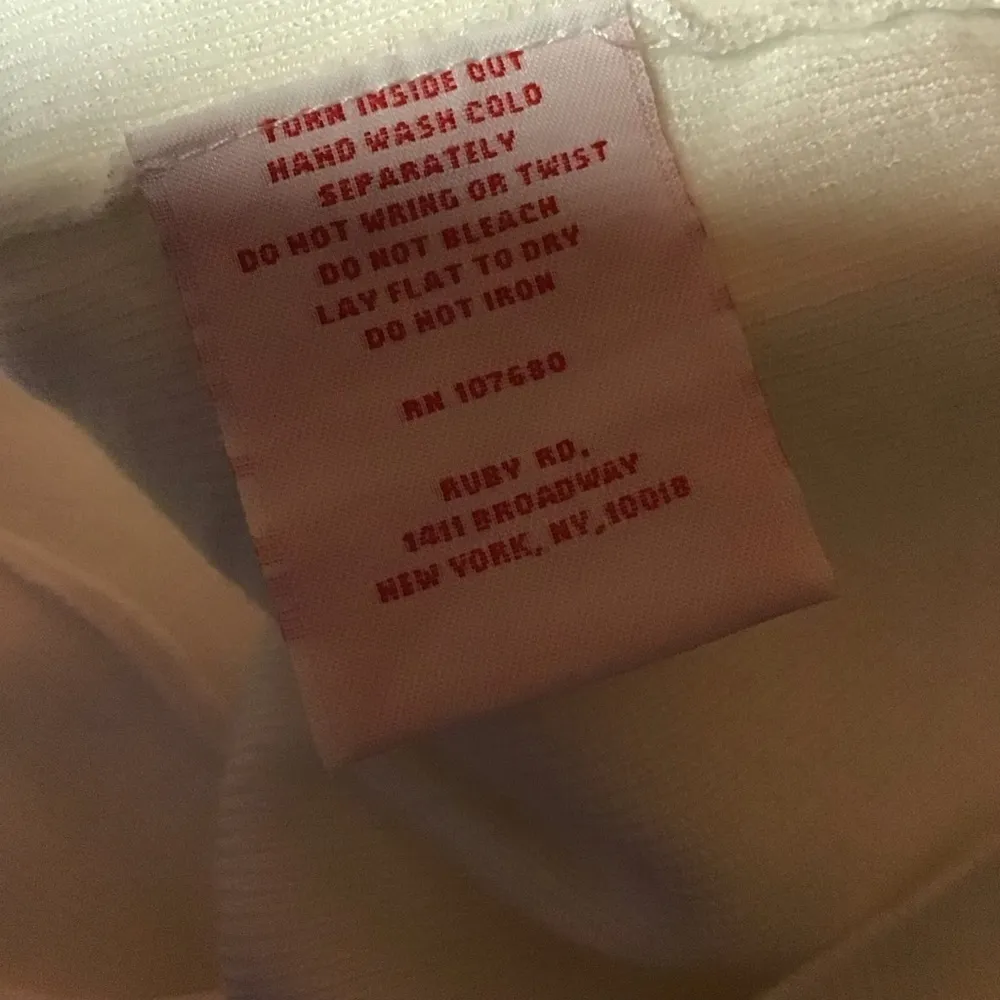 TURN INSIDE OUT
HAND WASH COLD
SEPARATELY
DO NOT WRING OR TWIST
DO NOT BLEACH
LAY FLAT TO DRY
DO NOT IRON
RN 107680
RUBY RD.
1411 BROADWAY
NEW YORK, NY, 10018